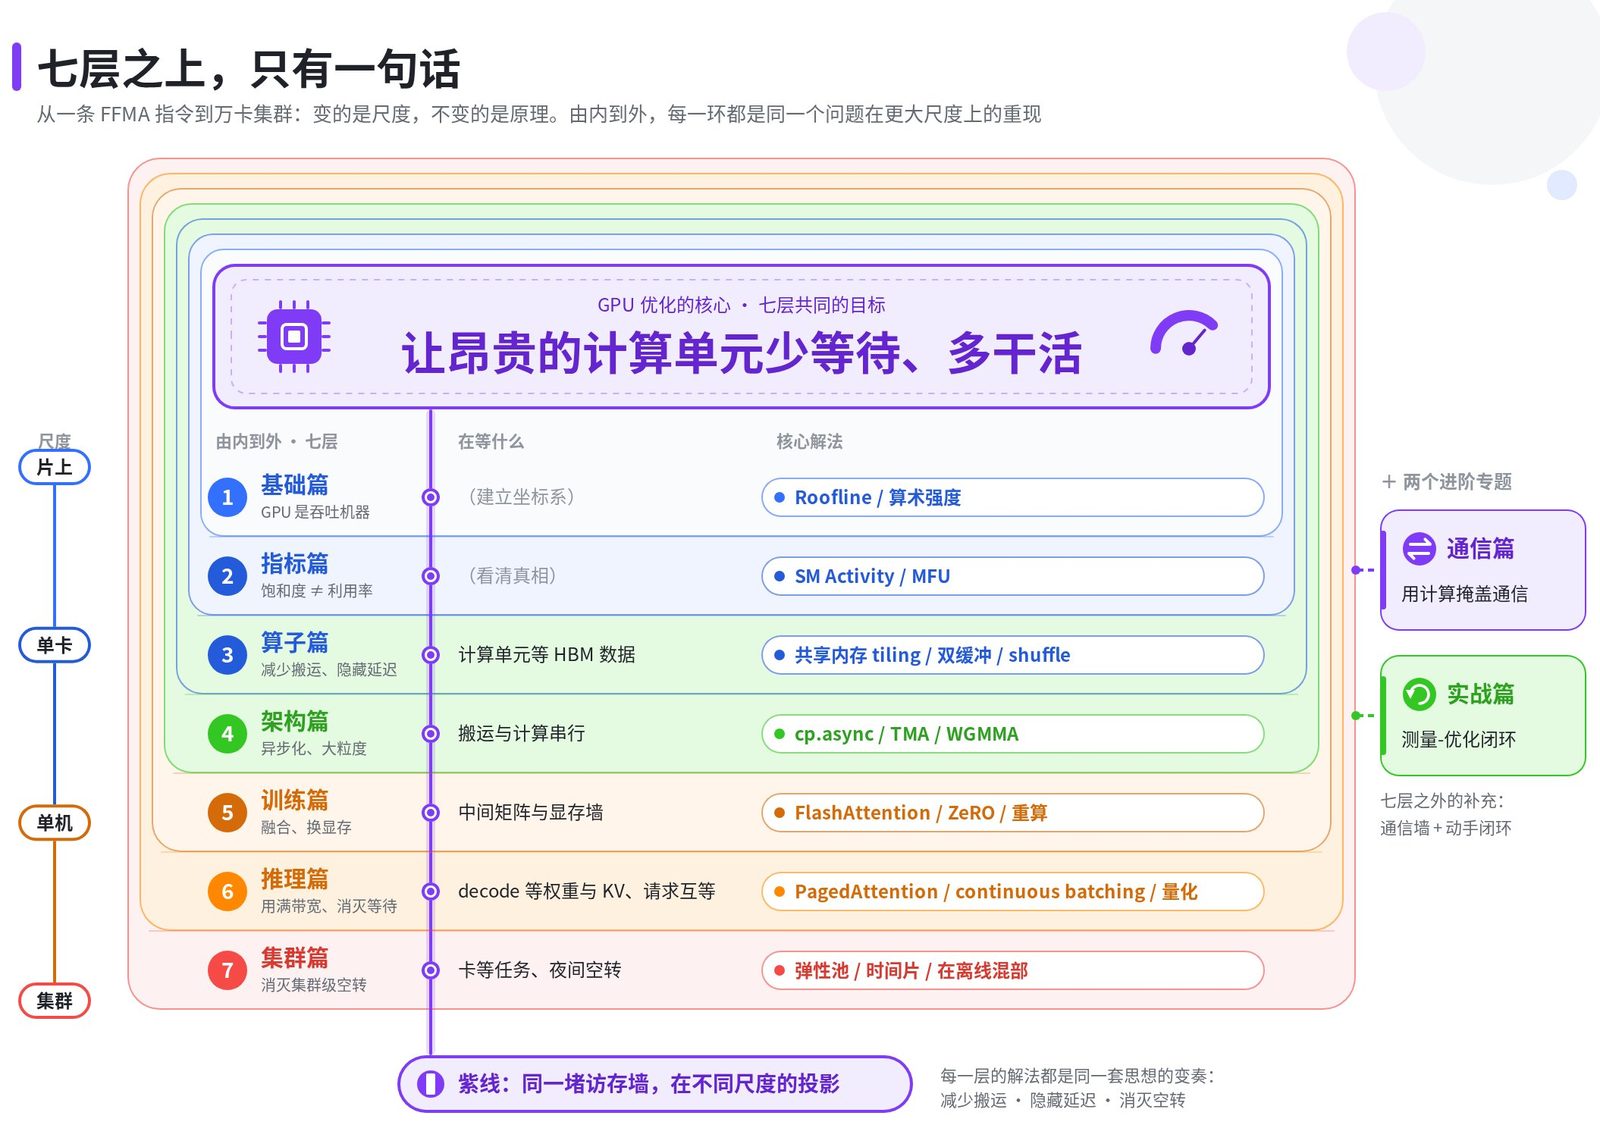 七层之上，只有一句话
从一条 FFMA 指令到万卡集群：变的是尺度，不变的是原理。由内到外，每一环都是同一个问题在更大尺度上的重现
GPU 优化的核心 · 七层共同的目标
让昂贵的计算单元少等待、多干活
尺度
片上
单卡
单机
集群
由内到外 · 七层
在等什么
核心解法
1
基础篇
GPU 是吞吐机器
（建立坐标系）
Roofline / 算术强度
2
指标篇
饱和度 ≠ 利用率
（看清真相）
SM Activity / MFU
3
算子篇
减少搬运、隐藏延迟
计算单元等 HBM 数据
共享内存 tiling / 双缓冲 / shuffle
4
架构篇
异步化、大粒度
搬运与计算串行
cp.async / TMA / WGMMA
5
训练篇
融合、换显存
中间矩阵与显存墙
FlashAttention / ZeRO / 重算
6
推理篇
用满带宽、消灭等待
decode 等权重与 KV、请求互等
PagedAttention / continuous batching / 量化
7
集群篇
消灭集群级空转
卡等任务、夜间空转
弹性池 / 时间片 / 在离线混部
＋ 两个进阶专题
通信篇
用计算掩盖通信
实战篇
测量-优化闭环
七层之外的补充：
通信墙 + 动手闭环
紫线：同一堵访存墙，在不同尺度的投影
每一层的解法都是同一套思想的变奏：
减少搬运 · 隐藏延迟 · 消灭空转